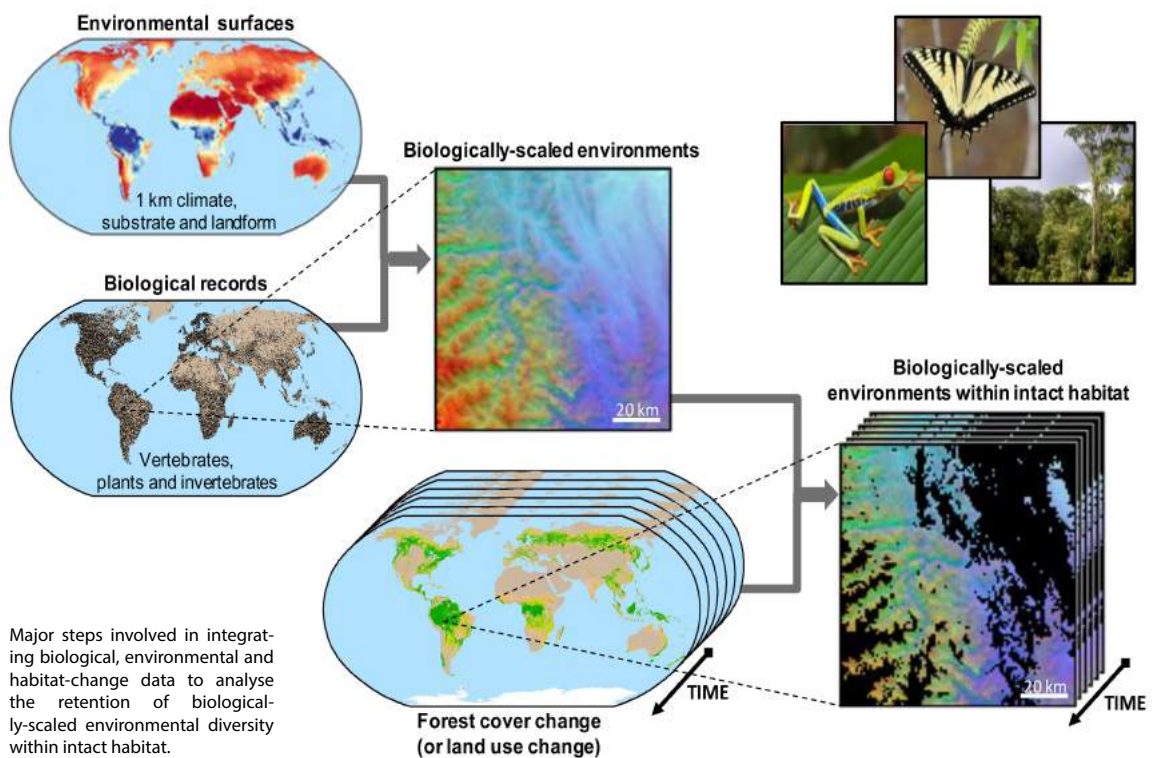 Environmental surfaces
1 km climate,
substrate and landform
Biological records
Vertebrates,
plants and invertebrates
Biologically-scaled environments
20 km
Biologically-scaled
environments within intact habitat
20 km
TIME
TIME
Forest cover change
(or land use change)
Major steps involved in integrat-
ing biological, environmental and
habitat-change data to analyse
the retention of biological-
ly-scaled environmental diversity
within intact habitat.